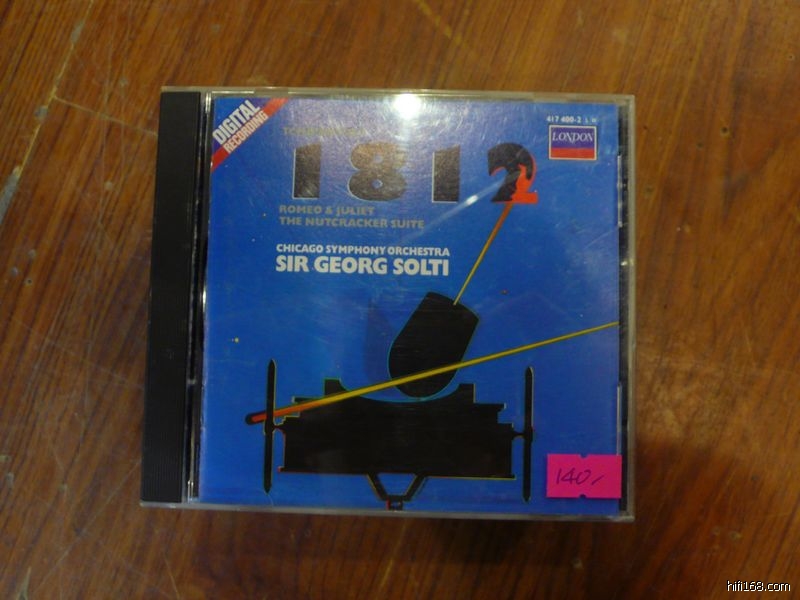 DIGITAL
RECORDING
417 400-2 LH
LONDON
1812
ROMEO & JULIET
THE NUTCRACKER SUITE
CHICAGO SYMPHONY ORCHESTRA
SIR GEORG SOLTI
140,-
hifi168.com